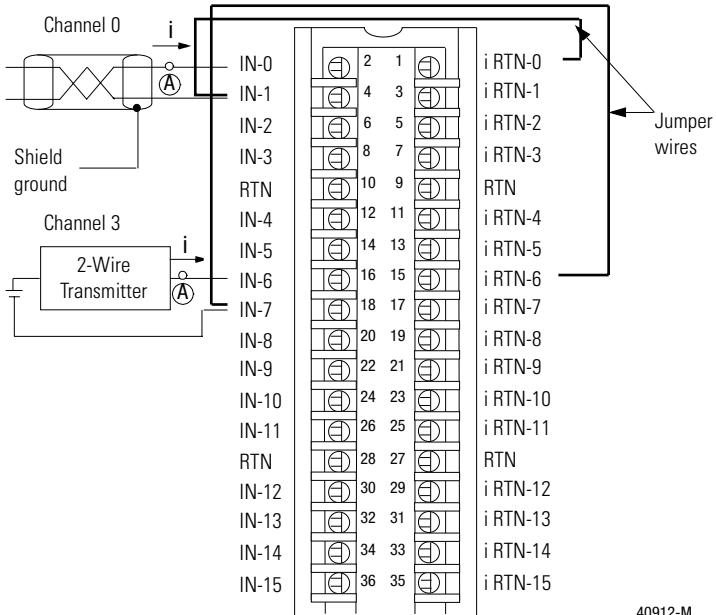 Channel 0
i
A
Shield
ground
Channel 3
i
2-Wire
Transmitter
A
Jumper
wires
IN-0 2 1 i RTN-0
IN-1 4 3 i RTN-1
IN-2 6 5 i RTN-2
IN-3 8 7 i RTN-3
RTN 10 9 RTN
IN-4 12 11 i RTN-4
IN-5 14 13 i RTN-5
IN-6 16 15 i RTN-6
IN-7 18 17 i RTN-7
IN-8 20 19 i RTN-8
IN-9 22 21 i RTN-9
IN-10 24 23 i RTN-10
IN-11 26 25 i RTN-11
RTN 28 27 RTN
IN-12 30 29 i RTN-12
IN-13 32 31 i RTN-13
IN-14 34 33 i RTN-14
IN-15 36 35 i RTN-15
40912-M